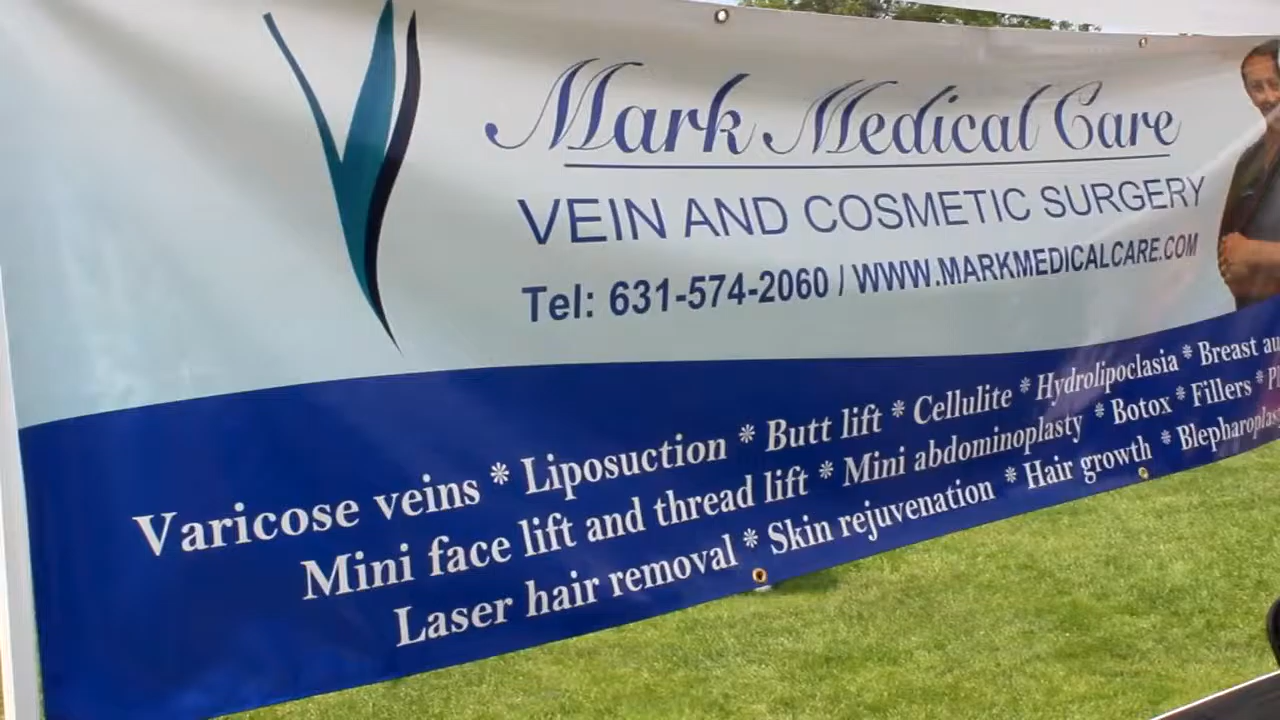 Mark Medical Care
VEIN AND COSMETIC SURGERY
Tel: 631-574-2060 / WWW.MARKMEDICALCARE.COM
Varicose veins * Liposuction * Butt lift * Cellulite * Hydrolipoclasia * Breast au
Mini face lift and thread lift * Mini abdominoplasty * Botox * Fillers *
Laser hair removal * Skin rejuvenation * Hair growth * Blepharoplas